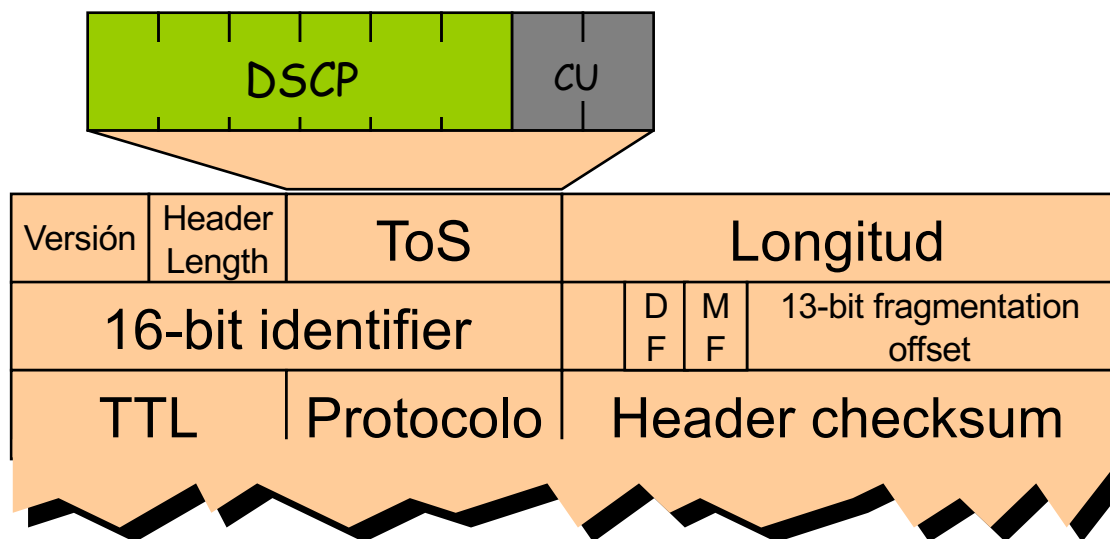 DSCP CU
Versión Header Length ToS Longitud
16-bit identifier D F M F 13-bit fragmentation offset
TTL Protocolo Header checksum